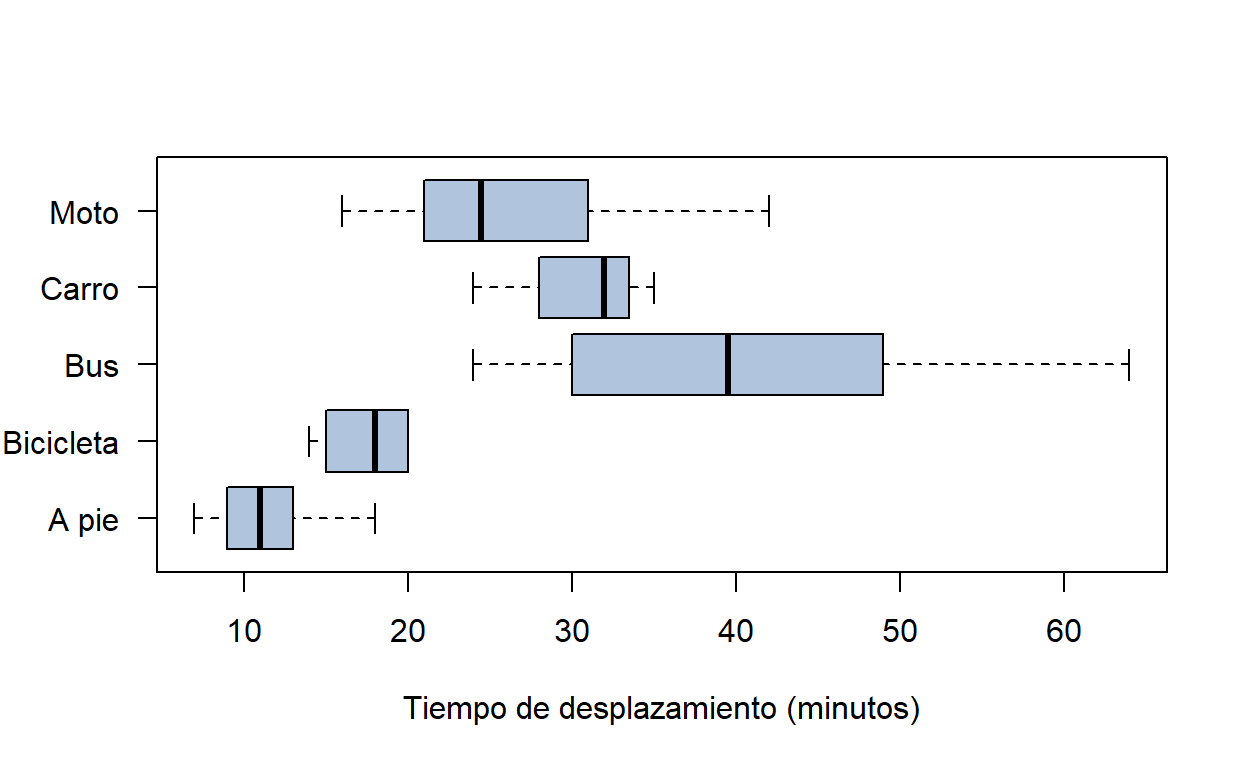 Moto
Carro
Bus
Bicicleta
A pie
10 20 30 40 50 60
Tiempo de desplazamiento (minutos)